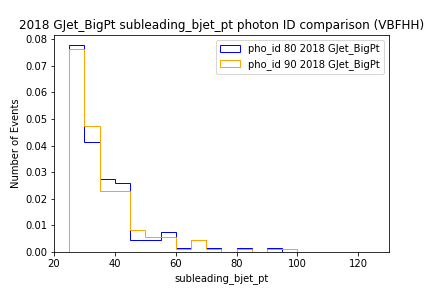 2018 GJet_BigPt subleading_bjet_pt photon ID comparison (VBFHH)
pho_id 80 2018 GJet_BigPt
pho_id 90 2018 GJet_BigPt
Number of Events
0.08
0.07
0.06
0.05
0.04
0.03
0.02
0.01
0.00
20 40 60 80 100 120
subleading_bjet_pt